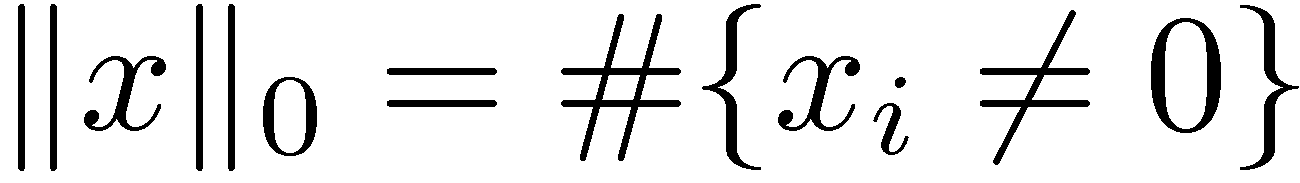 ‖x‖₀ = #{xᵢ ≠ 0}